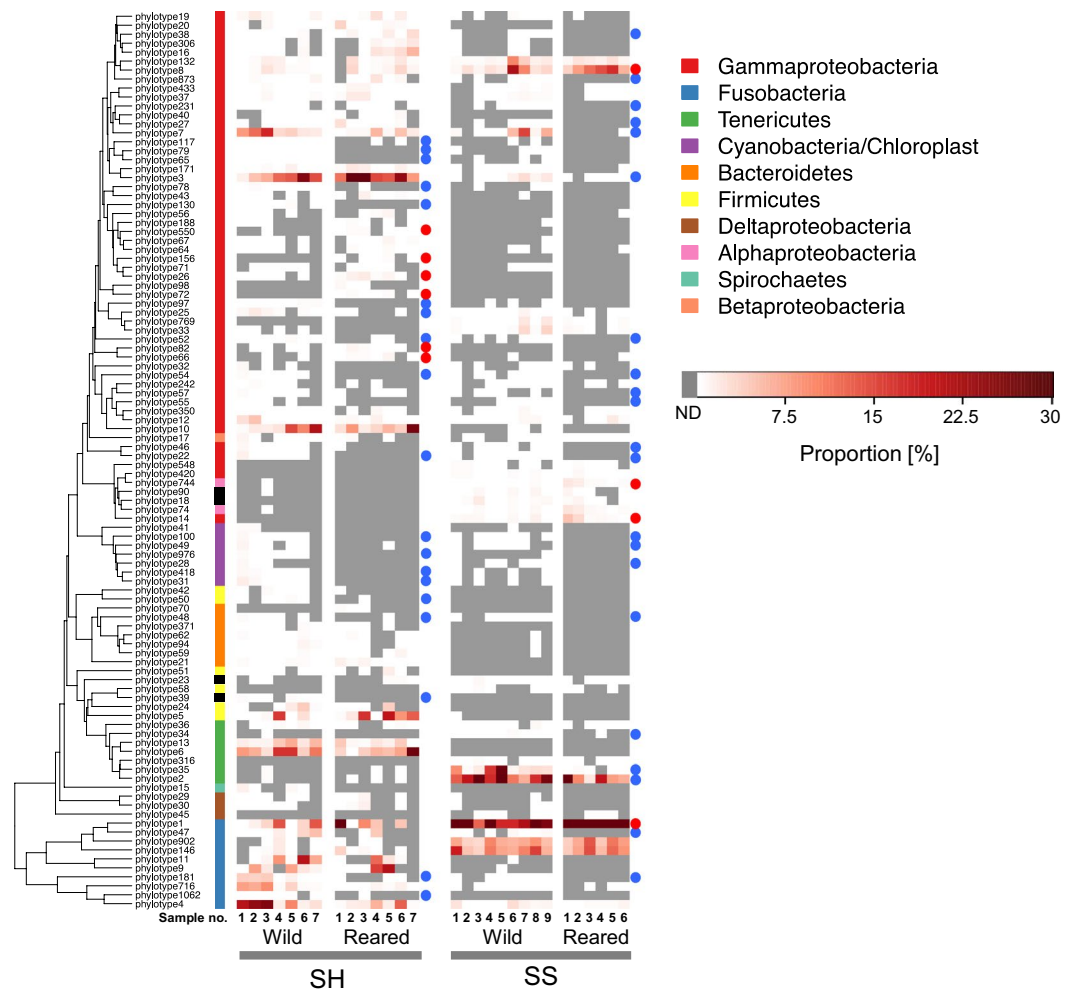 phylotype19
phylotype20
phylotype38
phylotype306
phylotype16
phylotype132
phylotype8
phylotype873
phylotype433
phylotype37
phylotype231
phylotype40
phylotype27
phylotype7
phylotype117
phylotype79
phylotype65
phylotype171
phylotype3
phylotype78
phylotype43
phylotype130
phylotype56
phylotype188
phylotype550
phylotype67
phylotype64
phylotype156
phylotype71
phylotype26
phylotype98
phylotype72
phylotype97
phylotype25
phylotype769
phylotype33
phylotype52
phylotype82
phylotype66
phylotype32
phylotype54
phylotype242
phylotype57
phylotype55
phylotype350
phylotype12
phylotype10
phylotype17
phylotype46
phylotype22
phylotype548
phylotype420
phylotype744
phylotype90
phylotype18
phylotype74
phylotype14
phylotype41
phylotype100
phylotype49
phylotype976
phylotype28
phylotype418
phylotype31
phylotype42
phylotype50
phylotype70
phylotype48
phylotype371
phylotype62
phylotype94
phylotype59
phylotype21
phylotype51
phylotype23
phylotype58
phylotype39
phylotype24
phylotype5
phylotype36
phylotype34
phylotype13
phylotype6
phylotype316
phylotype35
phylotype2
phylotype15
phylotype29
phylotype30
phylotype45
phylotype1
phylotype47
phylotype902
phylotype146
phylotype11
phylotype9
phylotype181
phylotype716
phylotype1062
phylotype4
Sample no. 1 2 3 4 5 6 7 1 2 3 4 5 6 7 1 2 3 4 5 6 7 8 9 1 2 3 4 5 6
Wild Reared Wild Reared
SH SS
Gammaproteobacteria
Fusobacteria
Tenericutes
Cyanobacteria/Chloroplast
Bacteroidetes
Firmicutes
Deltaproteobacteria
Alphaproteobacteria
Spirochaetes
Betaproteobacteria
ND 7.5 15 22.5 30
Proportion [%]